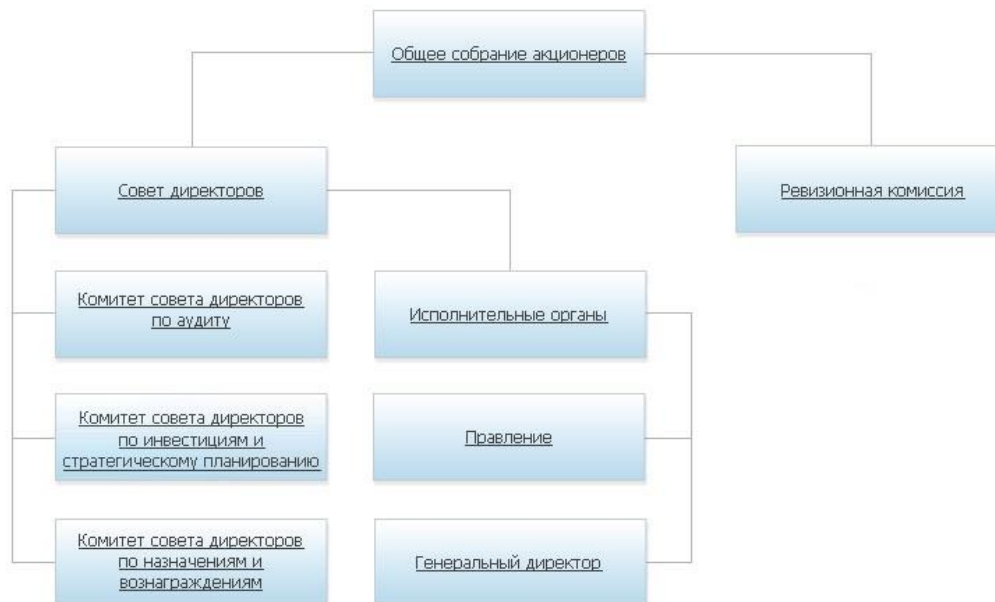 Общее собрание акционеров
Совет директоров
Ревизионная комиссия
Комитет совета директоров
по аудиту
Исполнительные органы
Комитет совета директоров
по инвестициям и
стратегическому планированию
Правление
Комитет совета директоров
по назначениям и
вознаграждениям
Генеральный директор